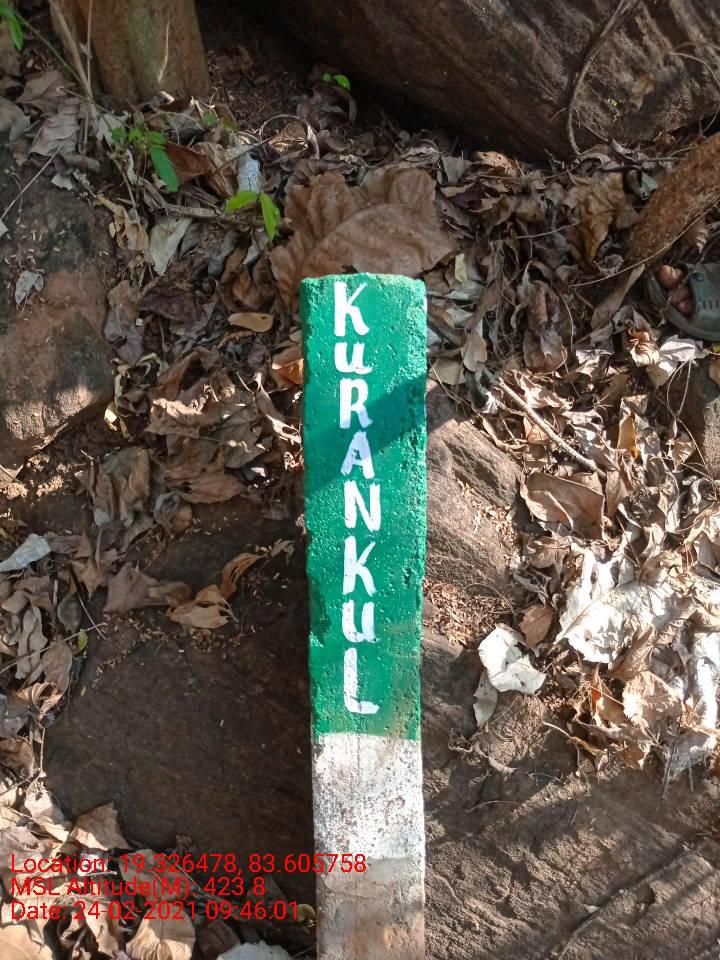 KuRANKuL
Location: 19.326478, 83.605758
MSL Altitude(M): 423.8
Date: 24-02-2021 09:46:01